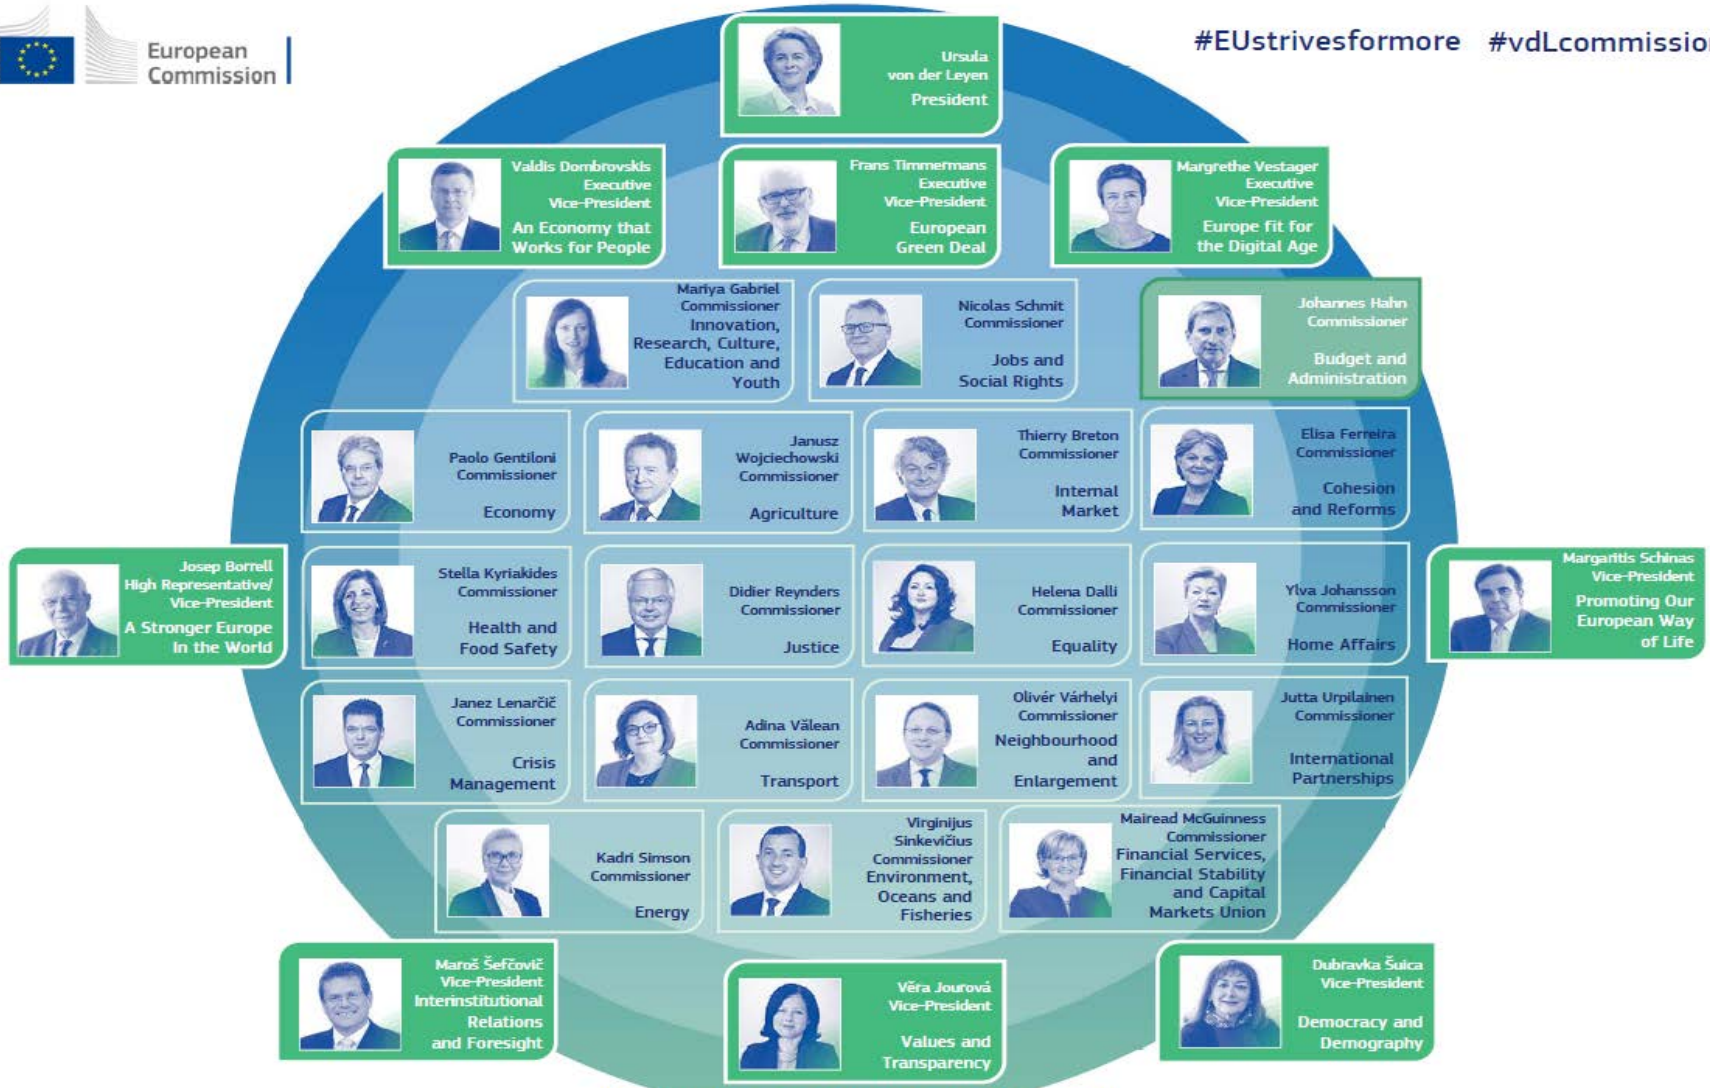 European
Commission
#EUstrivesformore #vdLcommission
Ursula
von der Leyen
President
Valdis Dombrovskis
Executive
Vice-President
An Economy that
Works for People
Frans Timmermans
Executive
Vice-President
European
Green Deal
Margrethe Vestager
Executive
Vice-President
Europe fit for
the Digital Age
Mariya Gabriel
Commissioner
Innovation,
Research, Culture,
Education and
Youth
Nicolas Schmit
Commissioner
Jobs and
Social Rights
Johannes Hahn
Commissioner
Budget and
Administration
Paolo Gentiloni
Commissioner
Economy
Janusz
Wojciechowski
Commissioner
Agriculture
Thierry Breton
Commissioner
Internal
Market
Elisa Ferreira
Commissioner
Cohesion
and Reforms
Josep Borrell
High Representative/
Vice-President
A Stronger Europe
In the World
Stella Kyriakides
Commissioner
Health and
Food Safety
Didier Reynders
Commissioner
Justice
Helena Dalli
Commissioner
Equality
Ylva Johansson
Commissioner
Home Affairs
Margaritis Schinas
Vice-President
Promoting Our
European Way
of Life
Janez Lenarčič
Commissioner
Crisis
Management
Adina Vălean
Commissioner
Transport
Olivér Várhelyi
Commissioner
Neighbourhood
and
Enlargement
Jutta Urpilainen
Commissioner
International
Partnerships
Kadri Simson
Commissioner
Energy
Virginijus
Sinkevičius
Commissioner
Environment,
Oceans and
Fisheries
Mairead McGuinness
Commissioner
Financial Services,
Financial Stability
and Capital
Markets Union
Maroš Šefčovič
Vice-President
Interinstitutional
Relations
and Foresight
Věra Jourová
Vice-President
Values and
Transparency
Dubravka Šuica
Vice-President
Democracy and
Demography